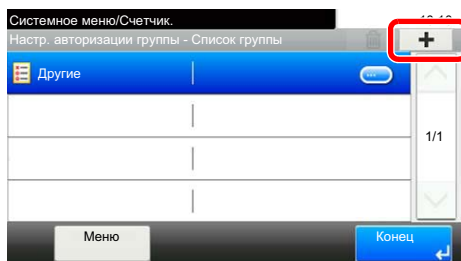 Системное меню/Счетчик.
Настр. авторизации группы - Список группы
+
Другие
1/1
Меню
Конец